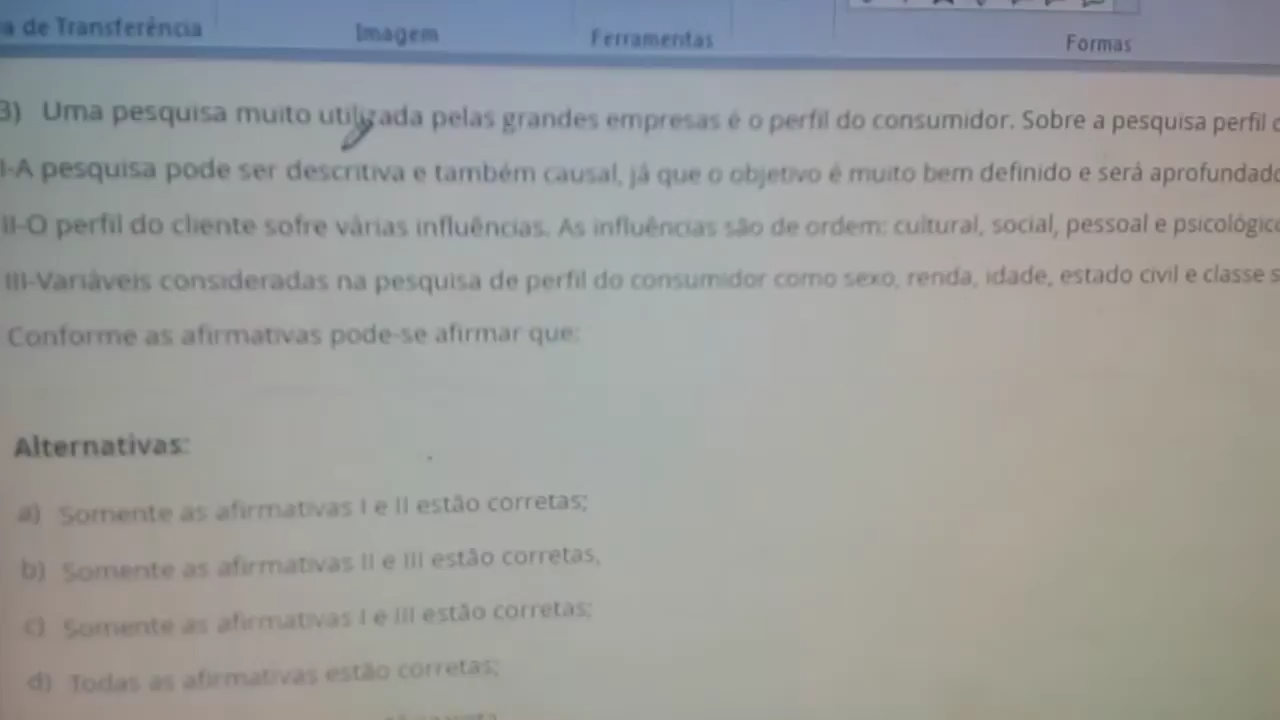 a de Transferência
Imagem
Ferramentas
Formas
3) Uma pesquisa muito utilizada pelas grandes empresas é o perfil do consumidor. Sobre a pesquisa perfil
I-A pesquisa pode ser descritiva e também causal, já que o objetivo é muito bem definido e será aprofundado
II-O perfil do cliente sofre várias influências. As influências são de ordem: cultural, social, pessoal e psicológic
III-Variáveis consideradas na pesquisa de perfil do consumidor como sexo, renda, idade, estado civil e classe s
Conforme as afirmativas pode-se afirmar que:
Alternativas:
a) Somente as afirmativas I e II estão corretas;
b) Somente as afirmativas II e III estão corretas,
c) Somente as afirmativas I e III estão corretas;
d) Todas as afirmativas estão corretas;